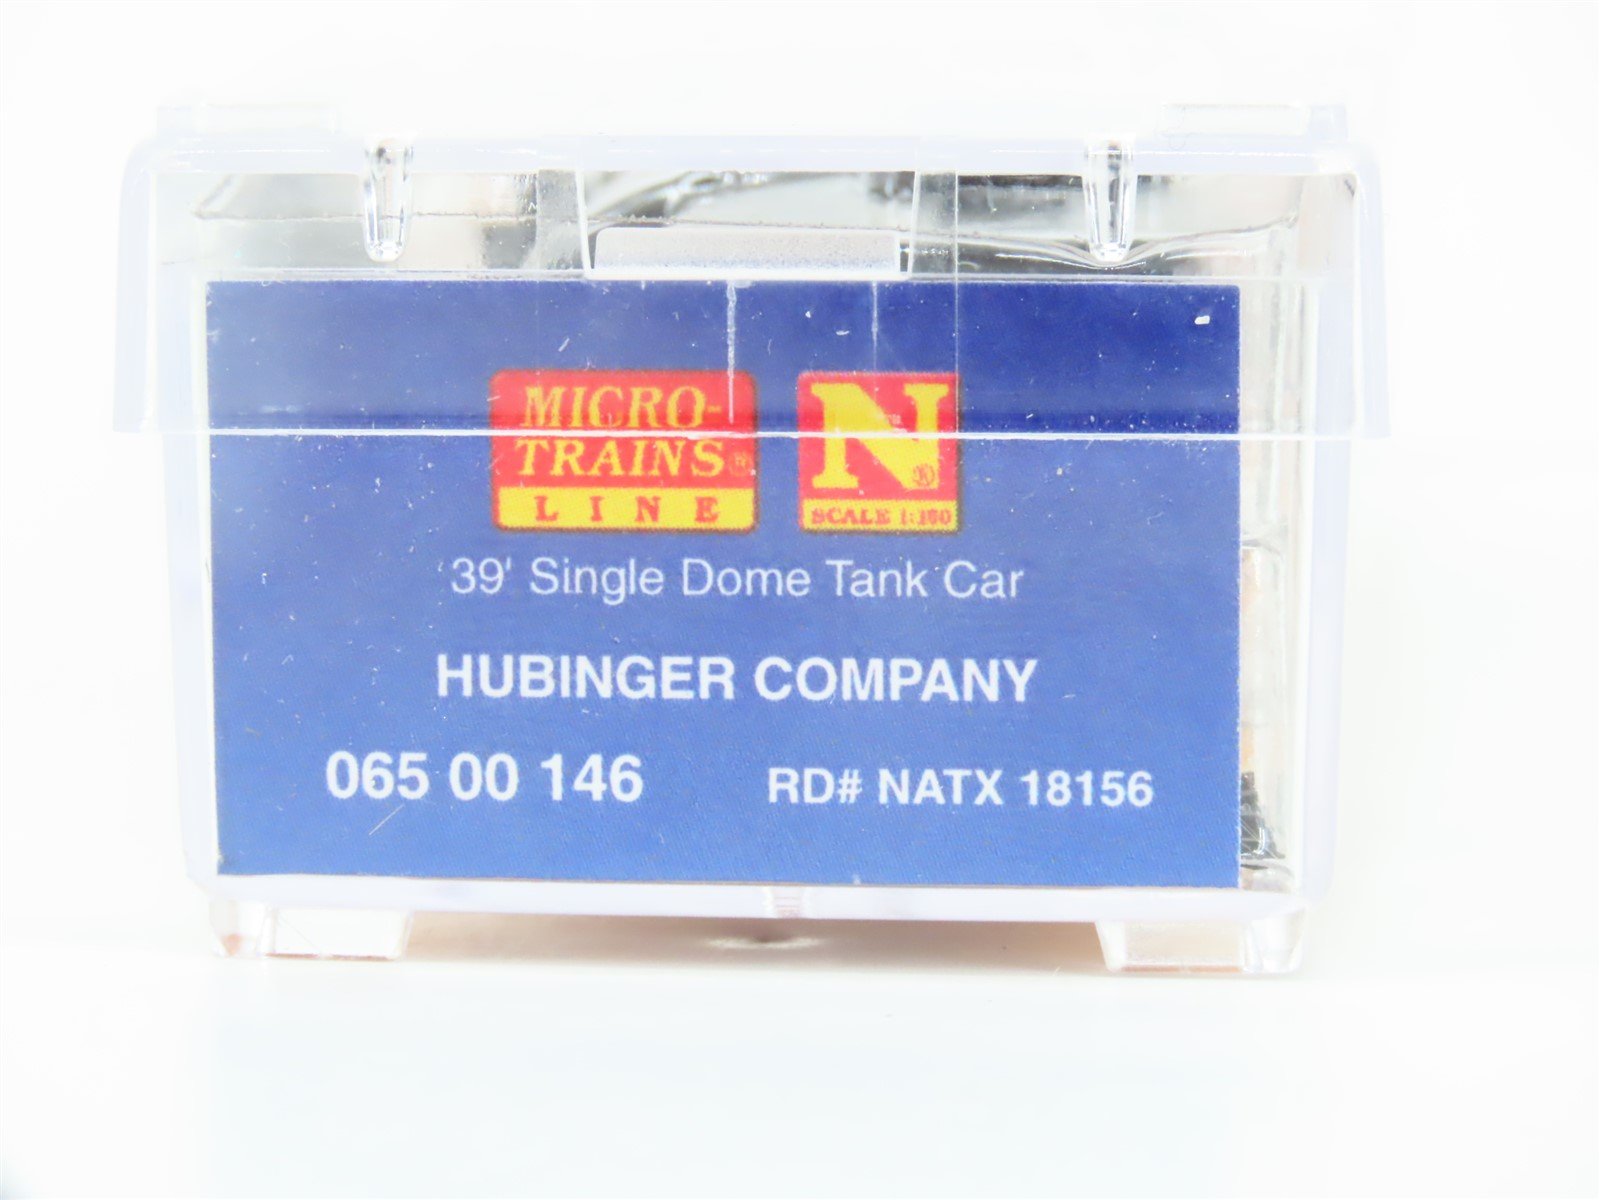 MICRO-
TRAINS®
LINE
N®
SCALE 1:160
39' Single Dome Tank Car
HUBINGER COMPANY
065 00 146 RD# NATX 18156